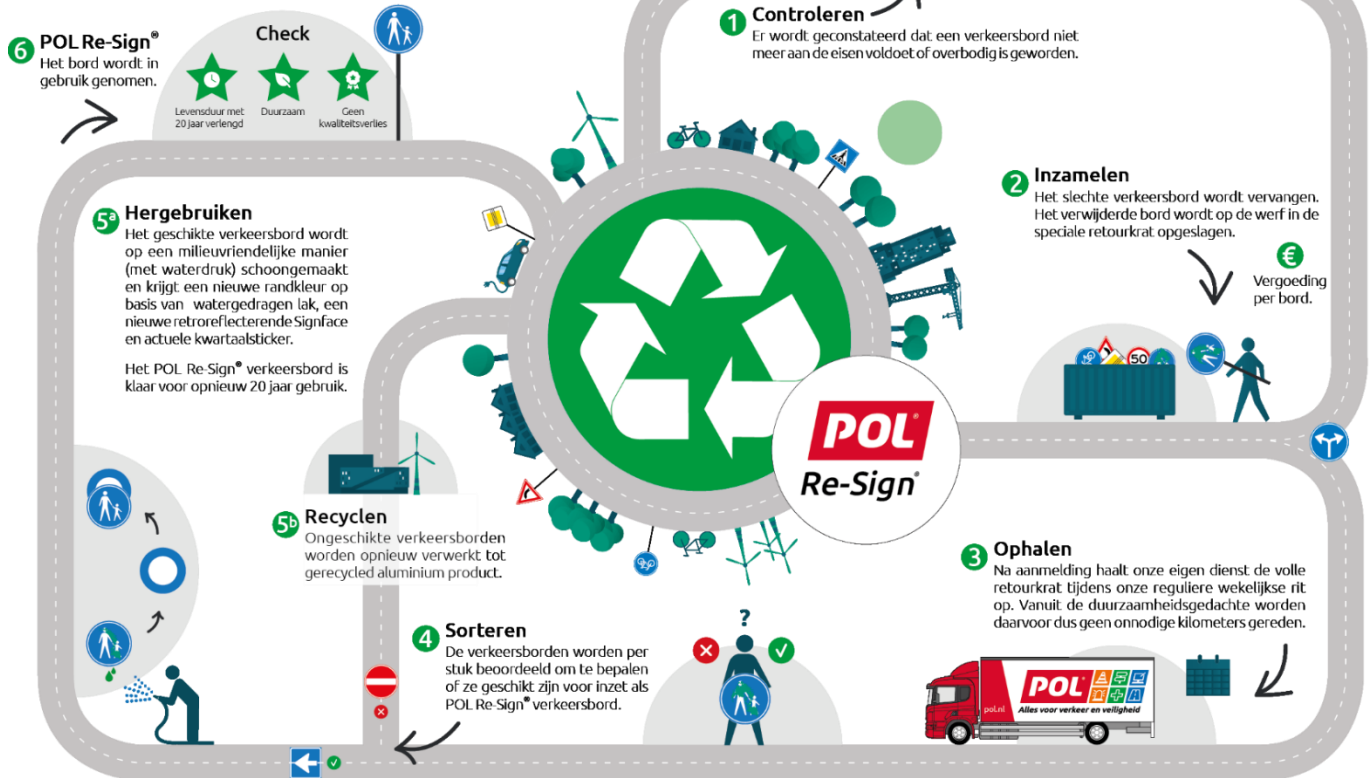 1 Controleren
Er wordt geconstateerd dat een verkeersbord niet
meer aan de eisen voldoet of overbodig is geworden.
2 Inzamelen
Het slechte verkeersbord wordt vervangen.
Het verwijderde bord wordt op de werf in de
speciale retourkrat opgeslagen.
€
Vergoeding
per bord.
50
POL
Re-Sign
3 Ophalen
Na aanmelding haalt onze eigen dienst de volle
retourkrat tijdens onze reguliere wekelijkse rit
op. Vanuit de duurzaamheidsgedachte worden
daarvoor dus geen onnodige kilometers gereden.
POL
pol.nl
Alles voor verkeer en veiligheid
4 Sorteren
De verkeersborden worden per
stuk beoordeeld om te bepalen
of ze geschikt zijn voor inzet als
POL Re-Sign® verkeersbord.
?
5a Hergebruiken
Het geschikte verkeersbord wordt
op een milieuvriendelijke manier
(met waterdruk) schoongemaakt
en krijgt een nieuwe randkleur op
basis van watergedragen lak, een
nieuwe retroreflecterende Signface
en actuele kwartaalsticker.
Het POL Re-Sign® verkeersbord is
klaar voor opnieuw 20 jaar gebruik.
5b Recyclen
Ongeschikte verkeersborden
worden opnieuw verwerkt tot
gerecycled aluminium product.
6 POL Re-Sign®
Het bord wordt in
gebruik genomen.
Check
Levensduur met
20 jaar verlengd
Duurzaam
Geen
kwaliteitsverlies